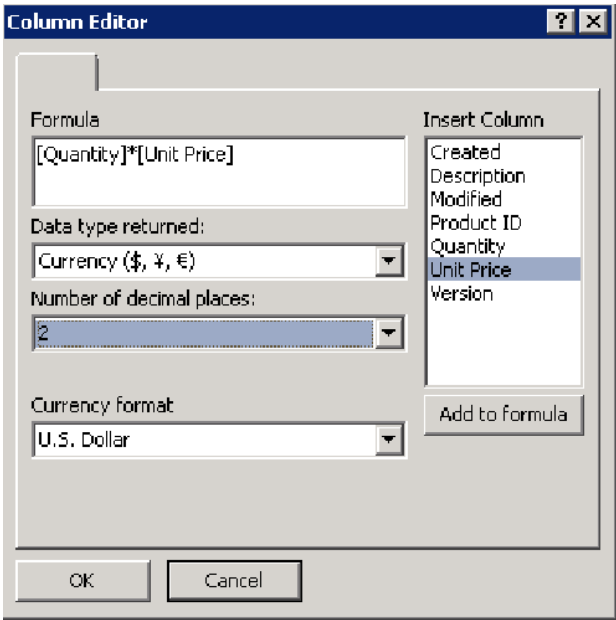 Column Editor
Formula
[Quantity]*[Unit Price]
Data type returned:
Currency ($, ¥, €)
Number of decimal places:
2
Currency format
U.S. Dollar
Insert Column
Created
Description
Modified
Product ID
Quantity
Unit Price
Version
Add to formula
OK
Cancel